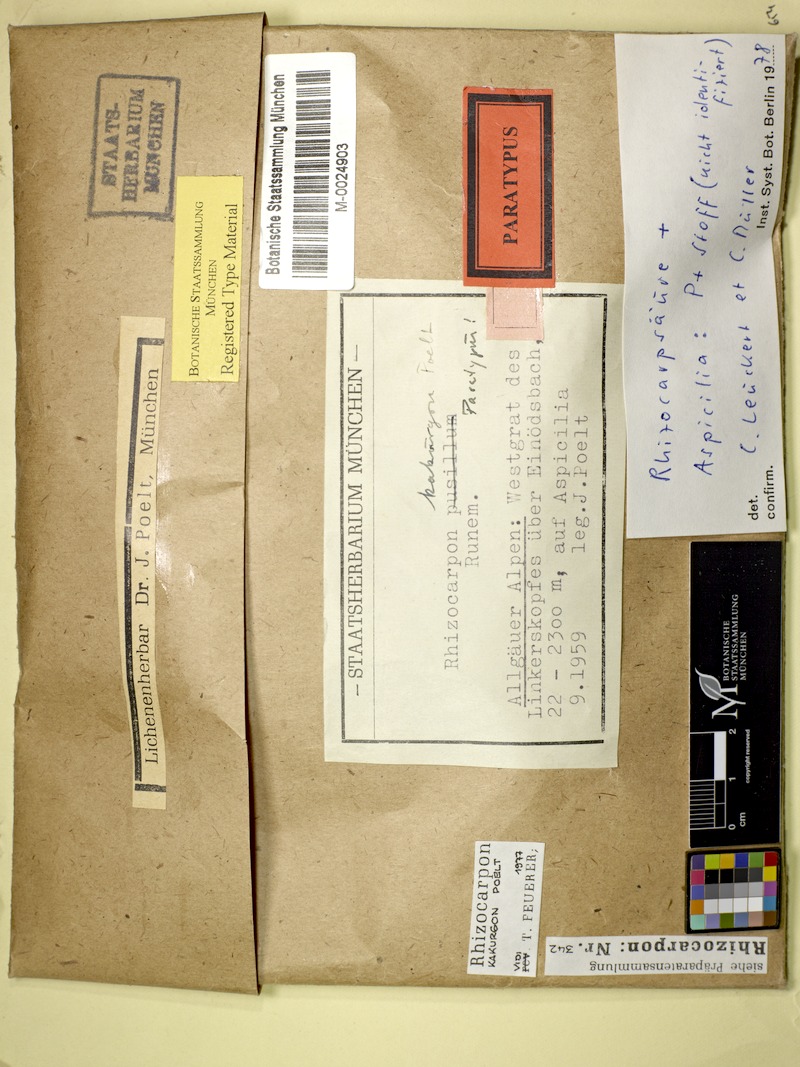 STAATS-
HERBARIUM
MÜNCHEN
BOTANISCHE STAATSSAMMLUNG
MÜNCHEN
Registered Type Material
Lichenenherbar Dr. J. Poelt, München
Botanische Staatssammlung München
M-0024903
PARATYPUS
— STAATSHERBARIUM MÜNCHEN —
kakurgon Poelt
Rhizocarpon pusillum
Runem. Paratypus!
Allgäuer Alpen: Westgrat des
Linkerskopfes über Einödsbach,
22 - 2300 m, auf Aspicilia
9.1959 leg.J.Poelt
Rhizocarpsäure +
Aspicilia: P+ Stoff (nicht identi-
fiziert)
C. Leuckert et C. Müller
det.
confirm. Inst. Syst. Bot. Berlin 1978
Rhizocarpon
KAKURGON POELT
VIDI 1977
rev. T. FEUERER;
siehe Präparatensammlung
Rhizocarpon: Nr. 342
0 1 2
cm
copyright reserved
BOTANISCHE
STAATSSAMMLUNG
MÜNCHEN